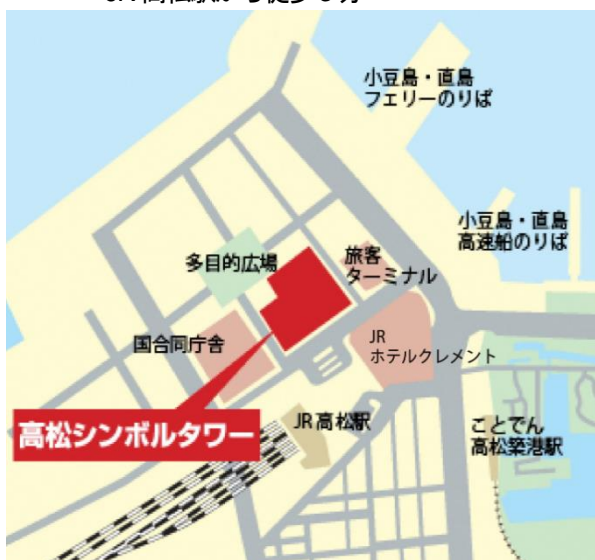 小豆島・直島
フェリーのりば
小豆島・直島
高速船のりば
旅客
ターミナル
多目的広場
国合同庁舎
JR
ホテルクレメント
高松シンボルタワー
JR高松駅
ことでん
高松築港駅